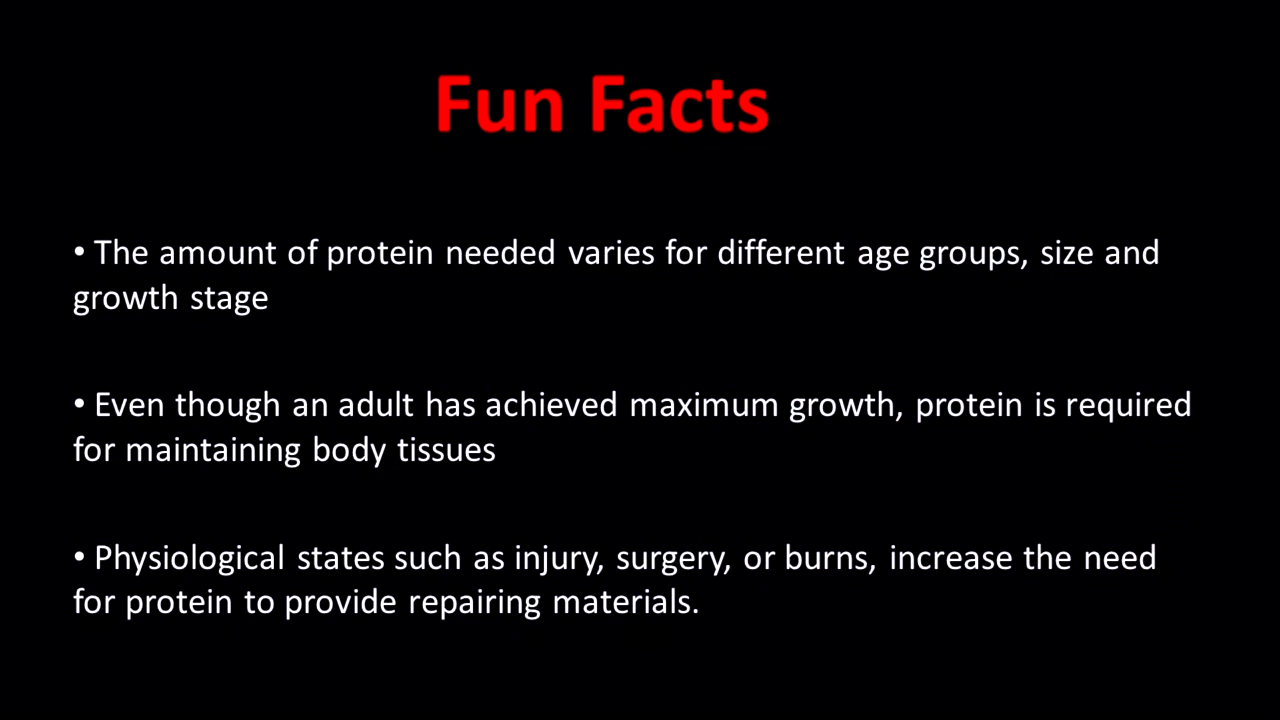 Fun Facts
• The amount of protein needed varies for different age groups, size and
growth stage
• Even though an adult has achieved maximum growth, protein is required
for maintaining body tissues
• Physiological states such as injury, surgery, or burns, increase the need
for protein to provide repairing materials.